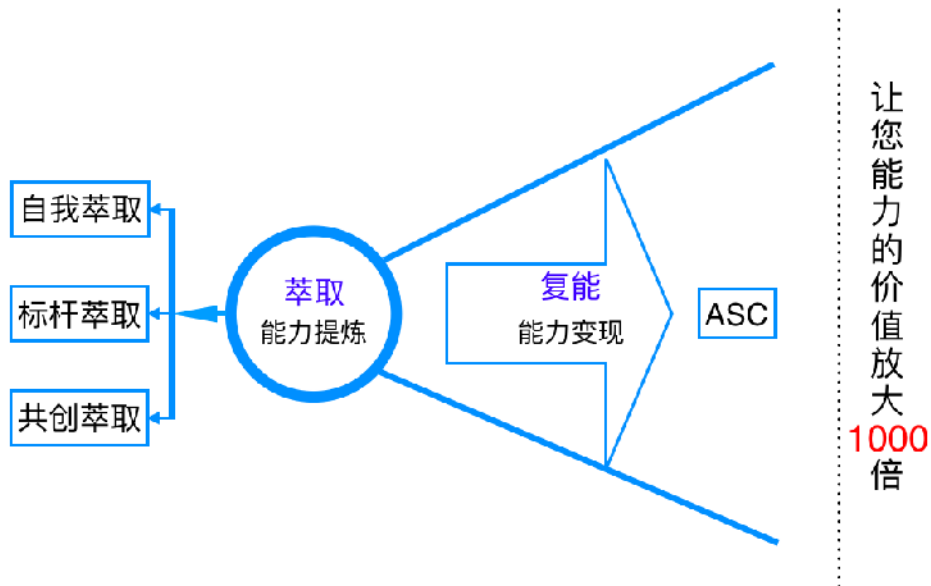 自我萃取
标杆萃取
共创萃取
萃取
能力提炼
复能
能力变现
ASC
让您能力的价值放大1000倍